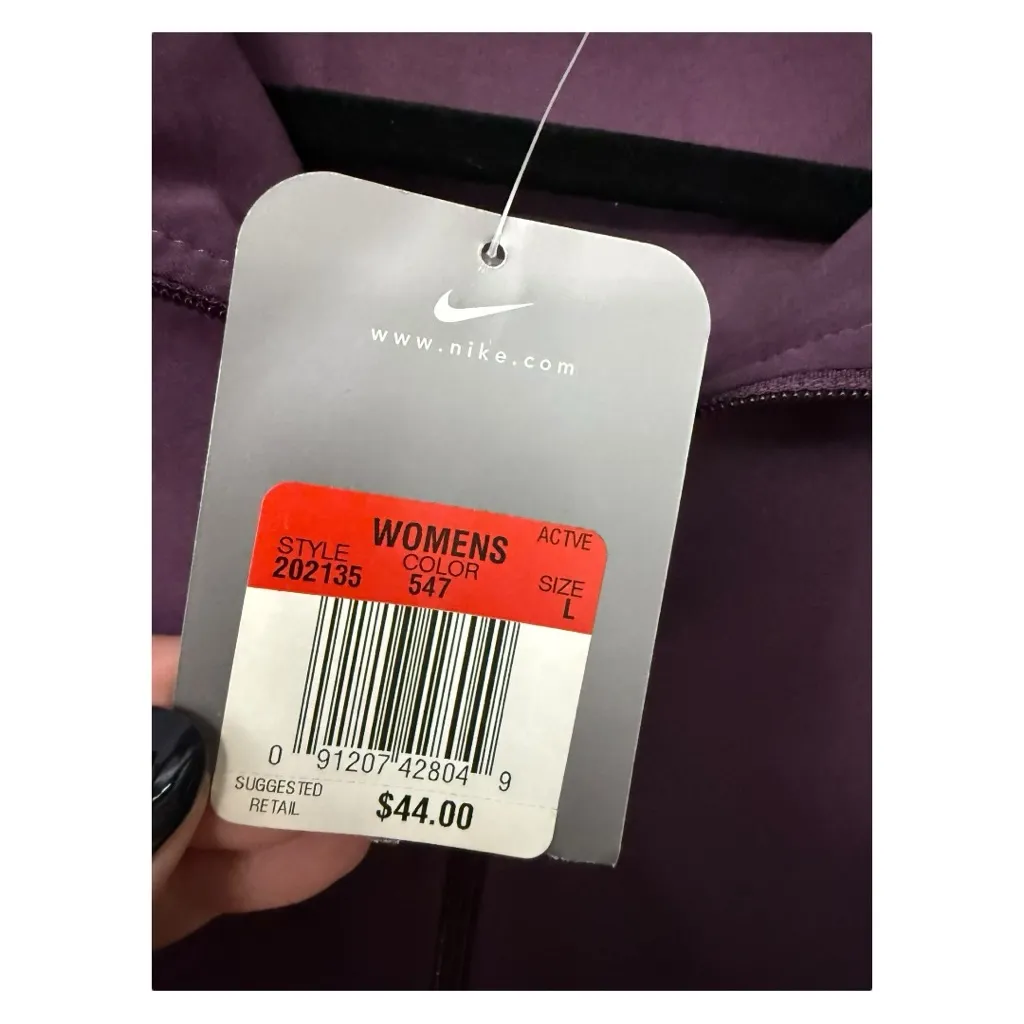 www.nike.com
WOMENS ACTVE
STYLE COLOR SIZE
202135 547 L
0 91207 42804 9
SUGGESTED
RETAIL $44.00